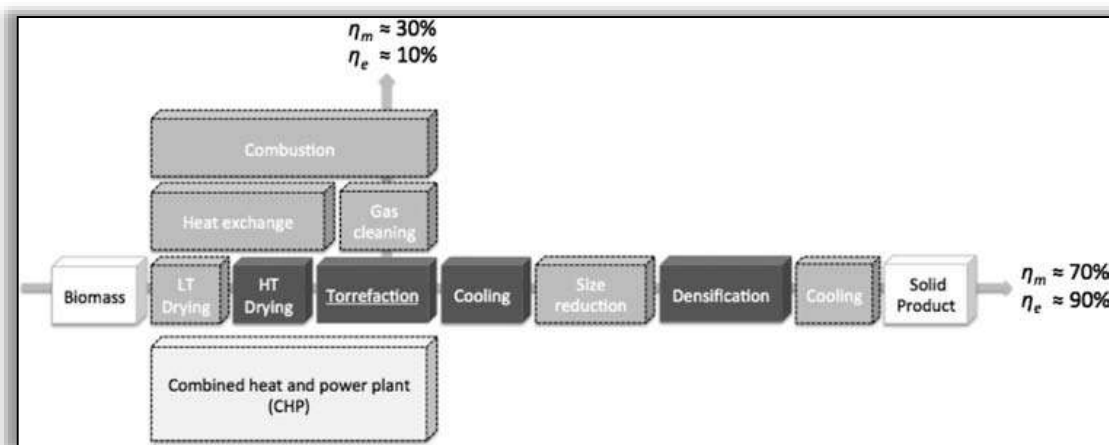 η_m ≈ 30%
η_e ≈ 10%
Combustion
Heat exchange
Gas
cleaning
Biomass
LT
Drying
HT
Drying
Torrefaction
Cooling
Size
reduction
Densification
Cooling
Solid
Product
η_m ≈ 70%
η_e ≈ 90%
Combined heat and power plant
(CHP)